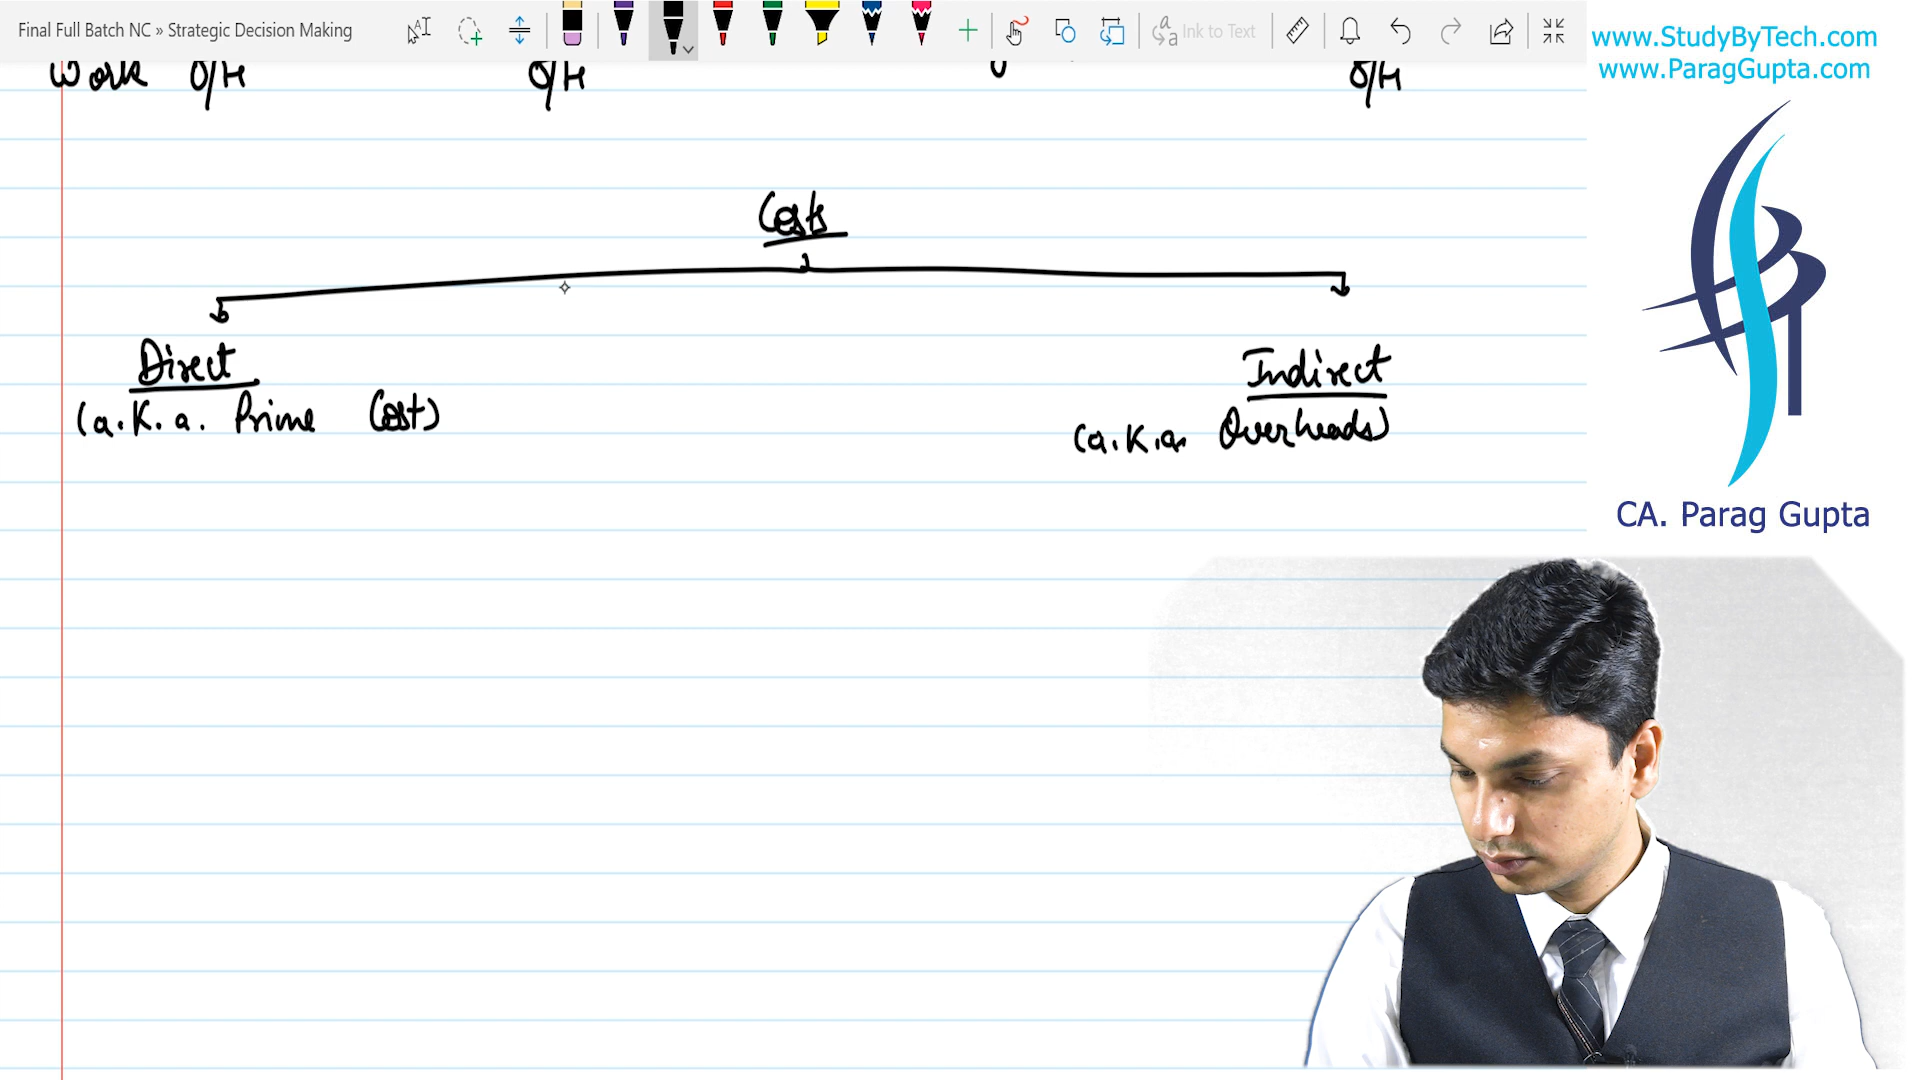 Final Full Batch NC » Strategic Decision Making
Ink to Text
www.StudyByTech.com
www.ParagGupta.com
Work O/H O/H O/H
Costs
Direct Indirect
(a.K.a. Prime Cost) (a.K.a. Overheads)
CA. Parag Gupta